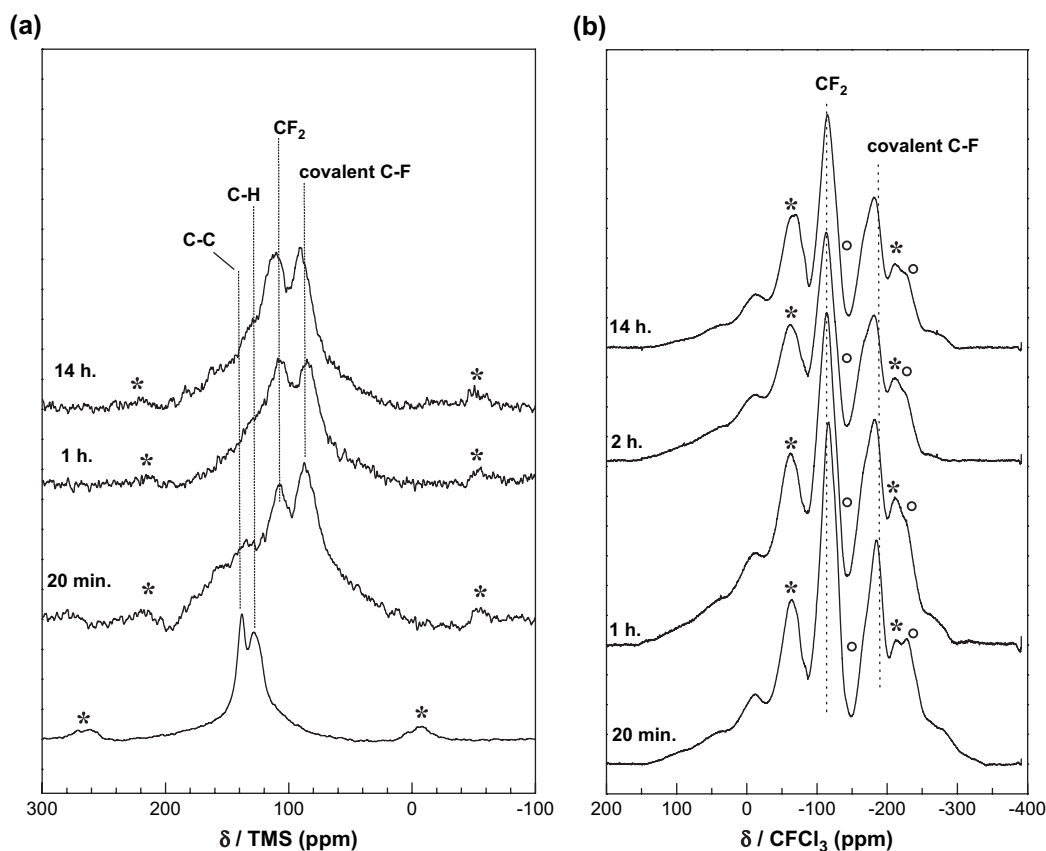 (a)
CF2
covalent C-F
C-H
C-C
14 h.
*
*
1 h.
*
*
20 min.
*
*
*
*
300 200 100 0 -100
δ / TMS (ppm)
(b)
CF2
covalent C-F
*
*
14 h.
*
*
2 h.
*
*
1 h.
*
*
20 min.
200 100 0 -100 -200 -300 -400
δ / CFCl3 (ppm)